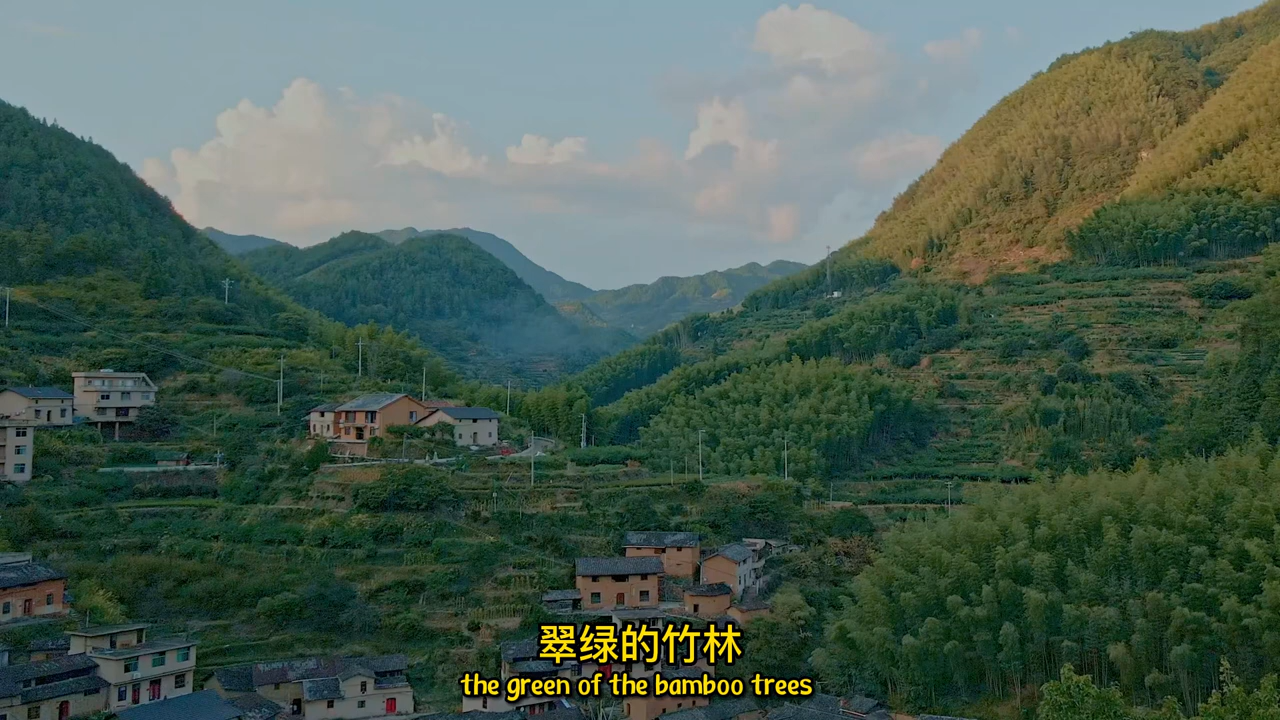 翠绿的竹林
the green of the bamboo trees